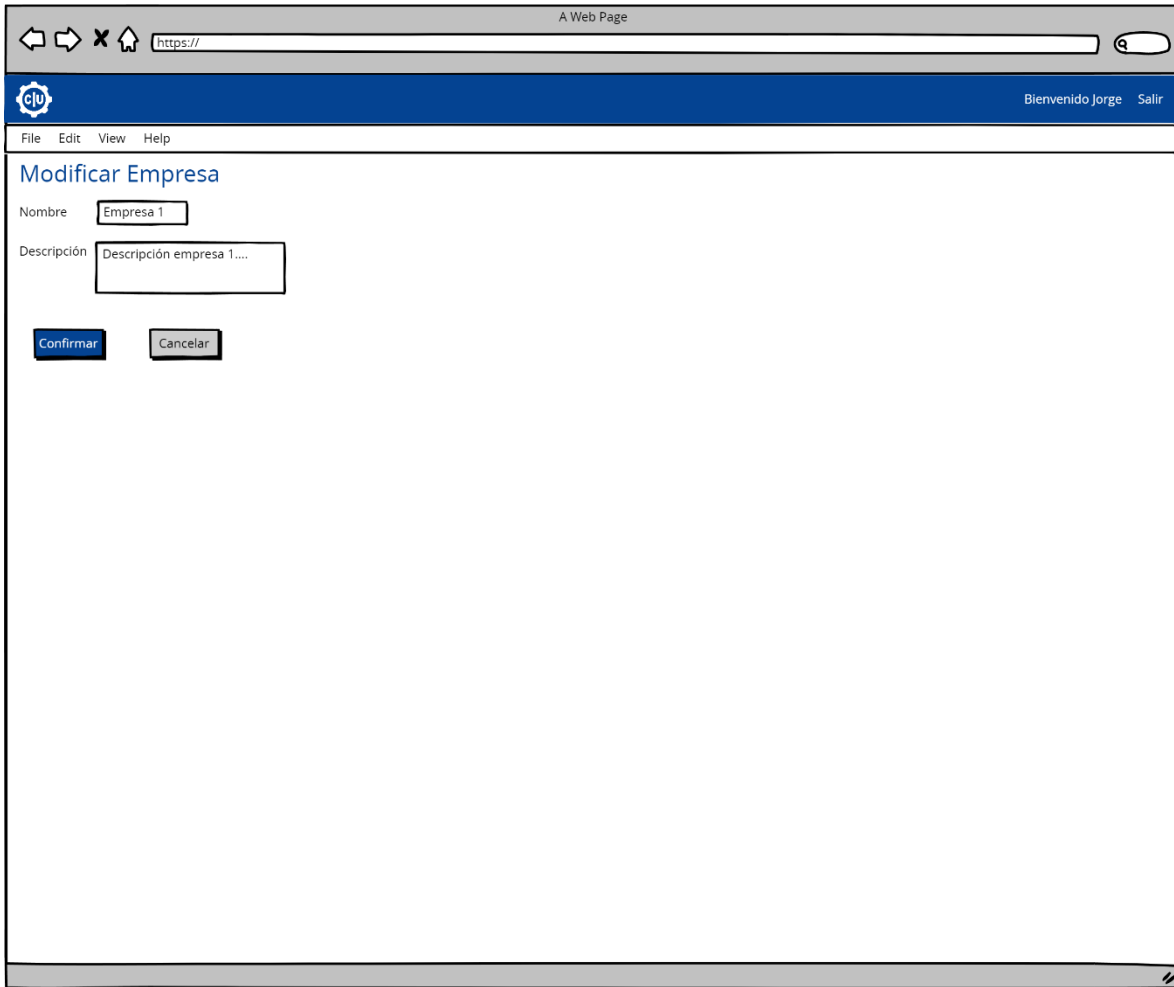 A Web Page
https://
c|u
Bienvenido Jorge Salir
File Edit View Help
Modificar Empresa
Nombre Empresa 1
Descripción Descripción empresa 1....
Confirmar Cancelar